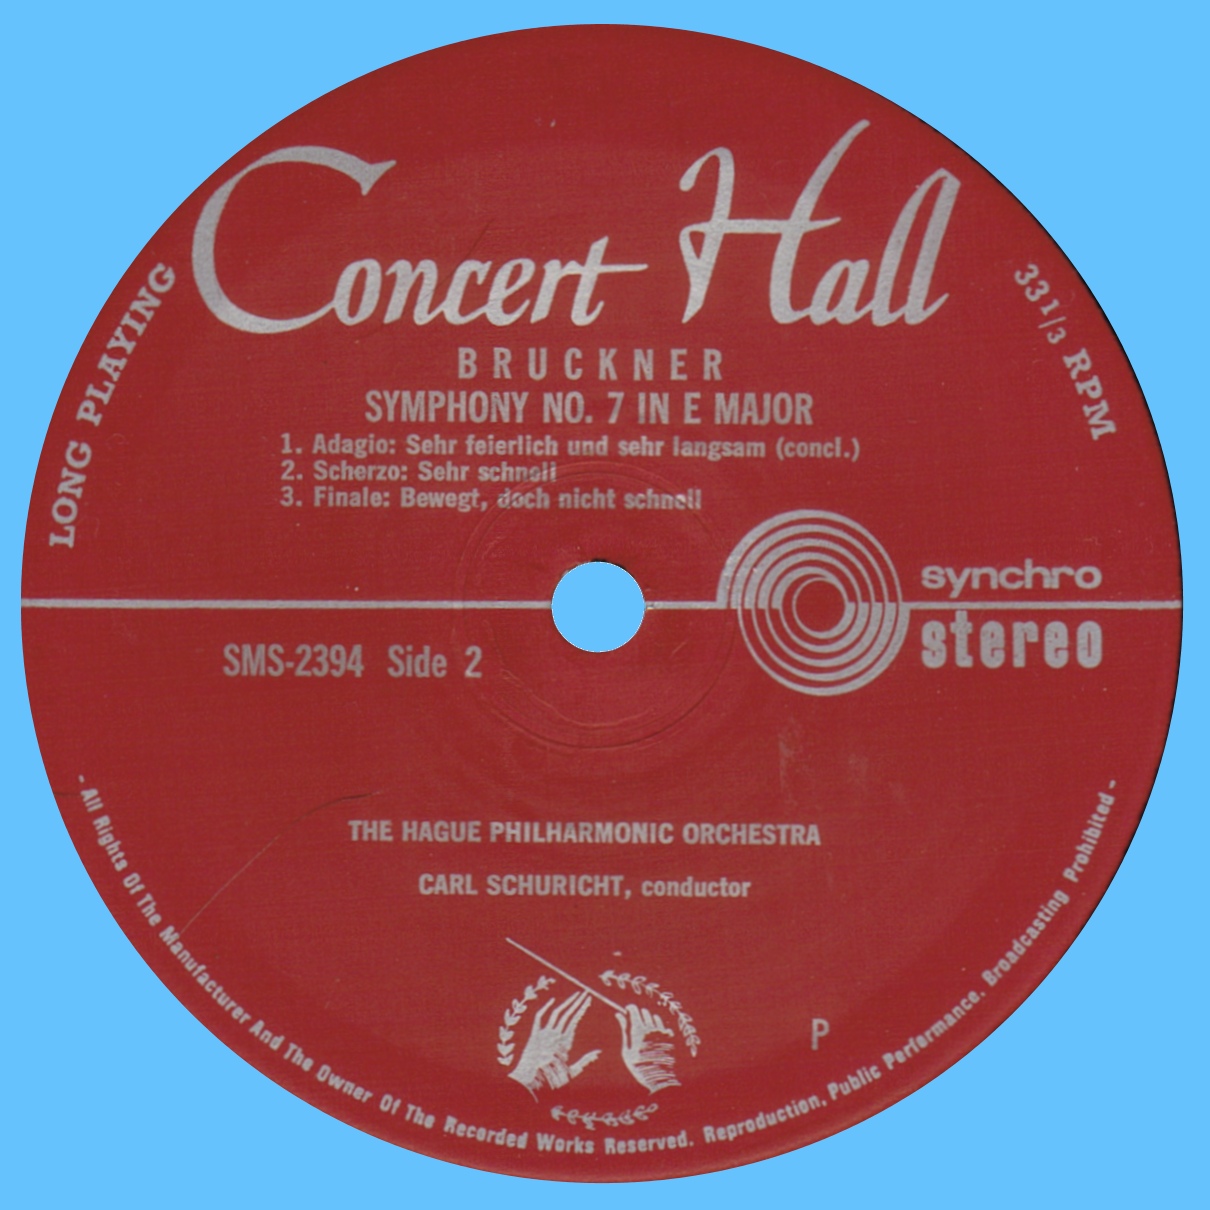 Concert Hall
LONG PLAYING
33 1/3 RPM
BRUCKNER
SYMPHONY NO. 7 IN E MAJOR
1. Adagio: Sehr feierlich und sehr langsam (concl.)
2. Scherzo: Sehr schnell
3. Finale: Bewegt, doch nicht schnell
synchro
stereo
SMS-2394 Side 2
THE HAGUE PHILHARMONIC ORCHESTRA
CARL SCHURICHT, conductor
P
- All Rights Of The Manufacturer And The Owner Of The Recorded Works Reserved. Reproduction, Public Performance, Broadcasting Prohibited -